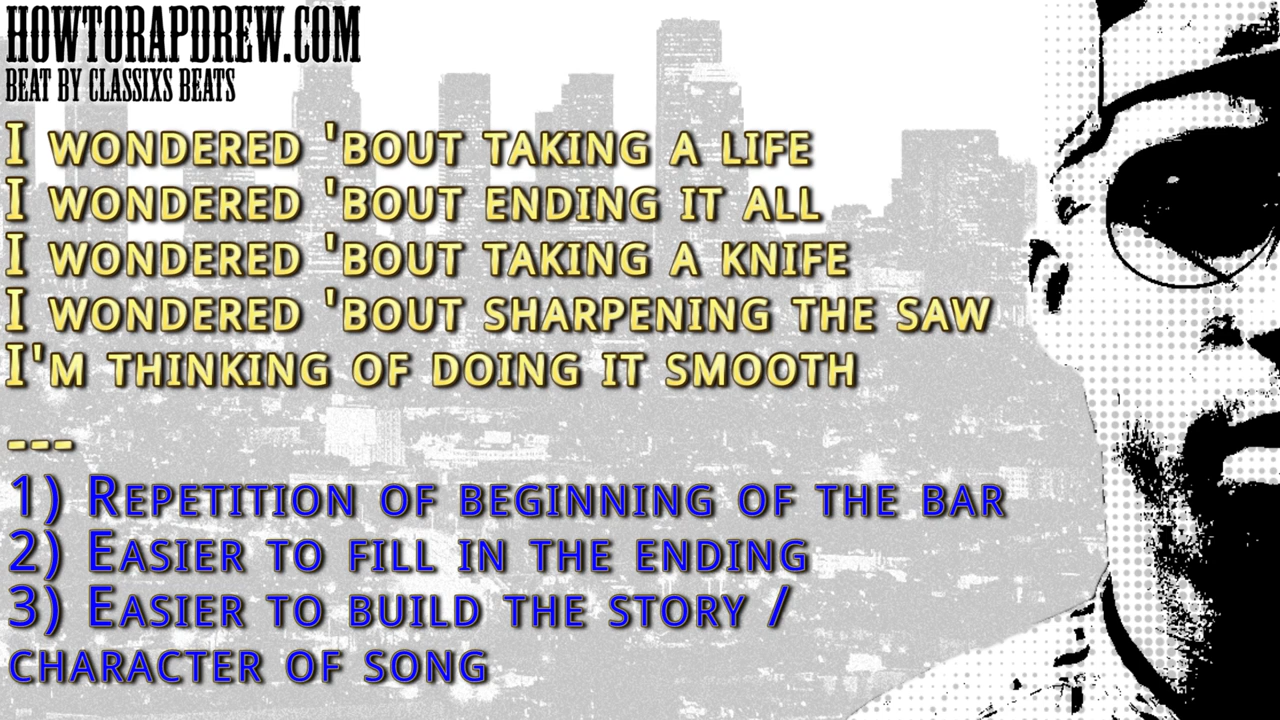 HOWTORAPDREW.COM
BEAT BY CLASSIXS BEATS
I WONDERED 'BOUT TAKING A LIFE
I WONDERED 'BOUT ENDING IT ALL
I WONDERED 'BOUT TAKING A KNIFE
I WONDERED 'BOUT SHARPENING THE SAW
I'M THINKING OF DOING IT SMOOTH
---
1) REPETITION OF BEGINNING OF THE BAR
2) EASIER TO FILL IN THE ENDING
3) EASIER TO BUILD THE STORY /
CHARACTER OF SONG